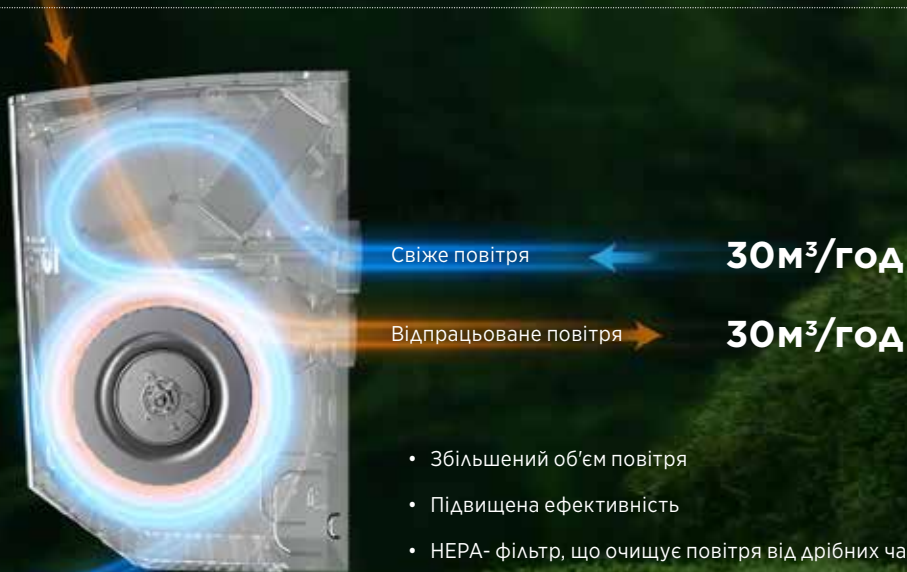 Свіже повітря
30м³/год
Відпрацьоване повітря
30м³/год
• Збільшений об'єм повітря
• Підвищена ефективність
• HEPA- фільтр, що очищує повітря від дрібних ча